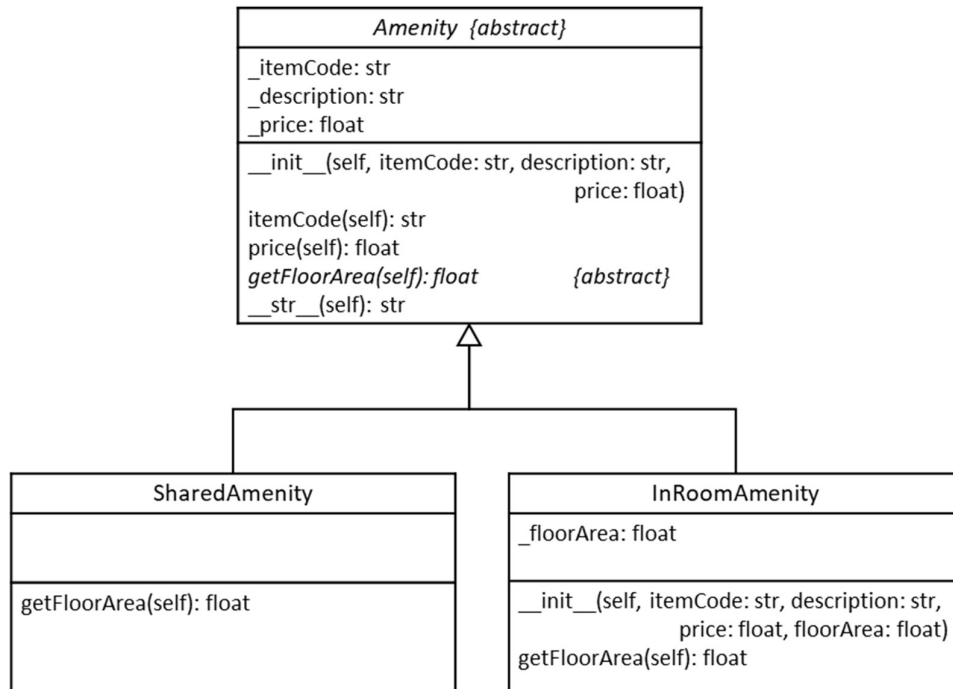 Amenity {abstract}
_itemCode: str
_description: str
_price: float
__init__(self, itemCode: str, description: str,
price: float)
itemCode(self): str
price(self): float
getFloorArea(self): float {abstract}
__str__(self): str
SharedAmenity
getFloorArea(self): float
InRoomAmenity
_floorArea: float
__init__(self, itemCode: str, description: str,
price: float, floorArea: float)
getFloorArea(self): float